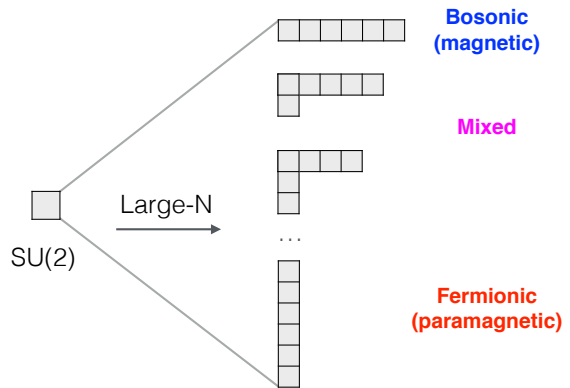 Bosonic
(magnetic)
Mixed
Large-N
SU(2)
...
Fermionic
(paramagnetic)